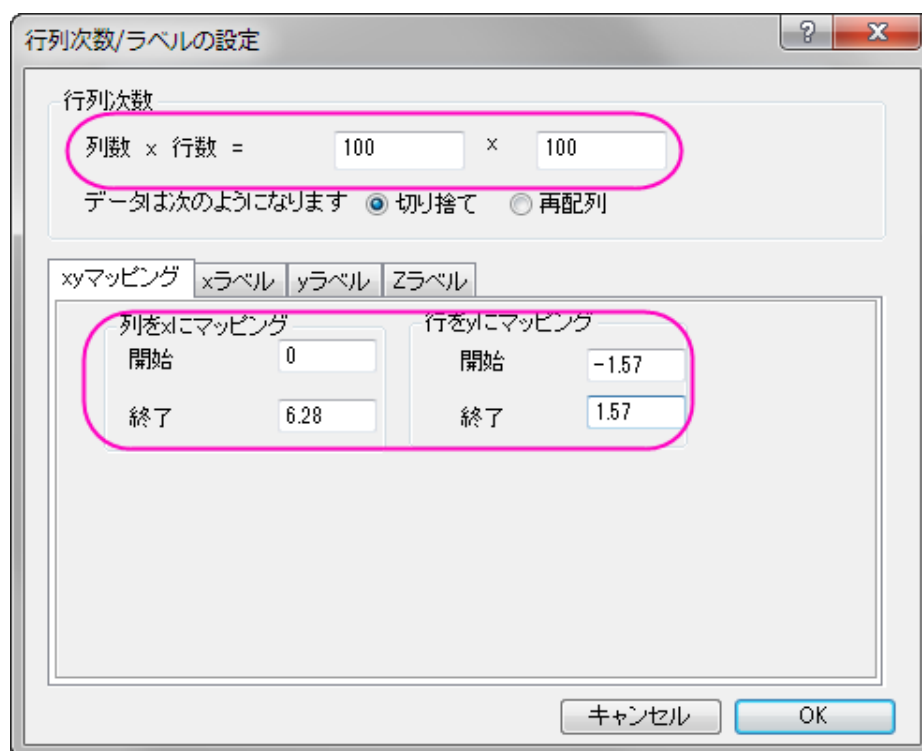 行列次数/ラベルの設定
?
x
行列次数
列数 x 行数 = 100 x 100
データは次のようになります 切り捨て 再配列
xyマッピング xラベル yラベル Zラベル
列をxにマッピング 行をyにマッピング
開始 0 開始 -1.57
終了 6.28 終了 1.57
キャンセル OK